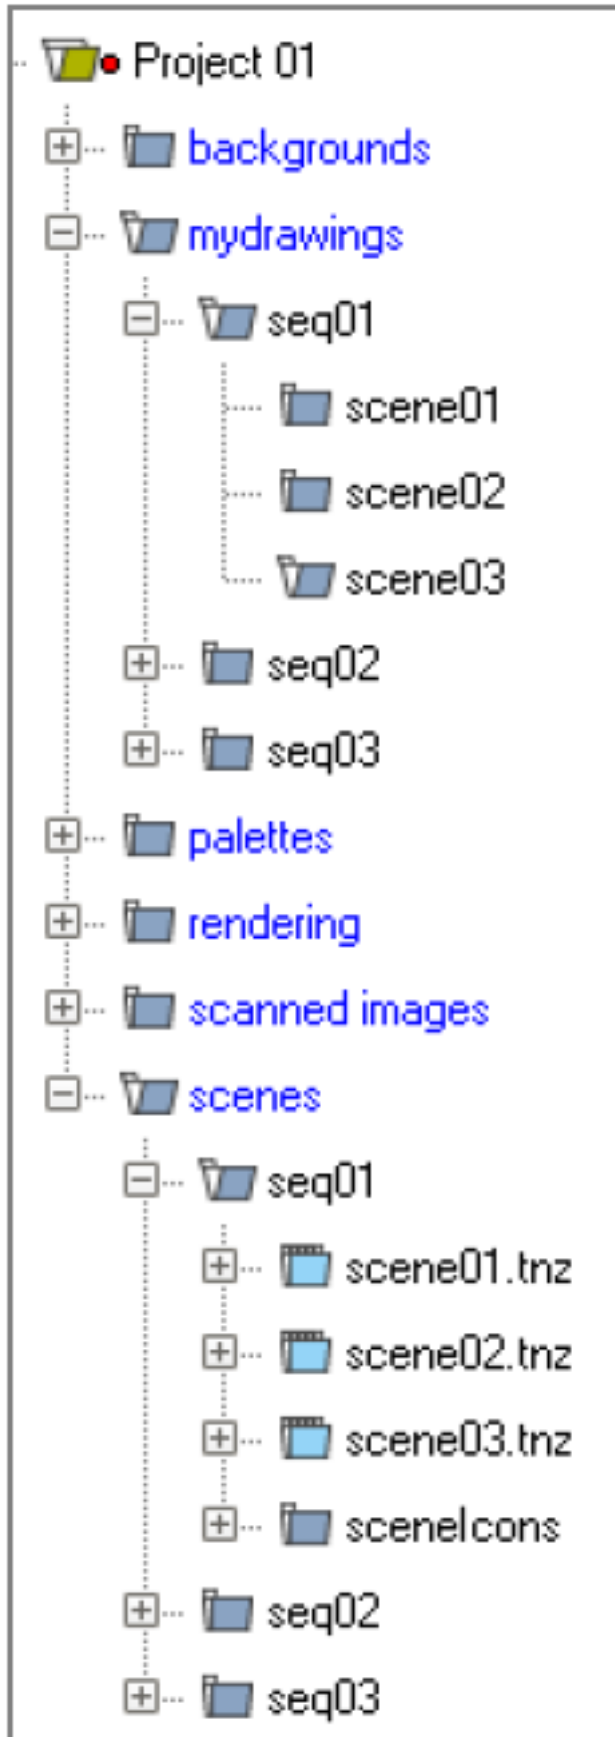 Project 01
backgrounds
mydrawings
seq01
scene01
scene02
scene03
seq02
seq03
palettes
rendering
scanned images
scenes
seq01
scene01.tnz
scene02.tnz
scene03.tnz
sceneIcons
seq02
seq03